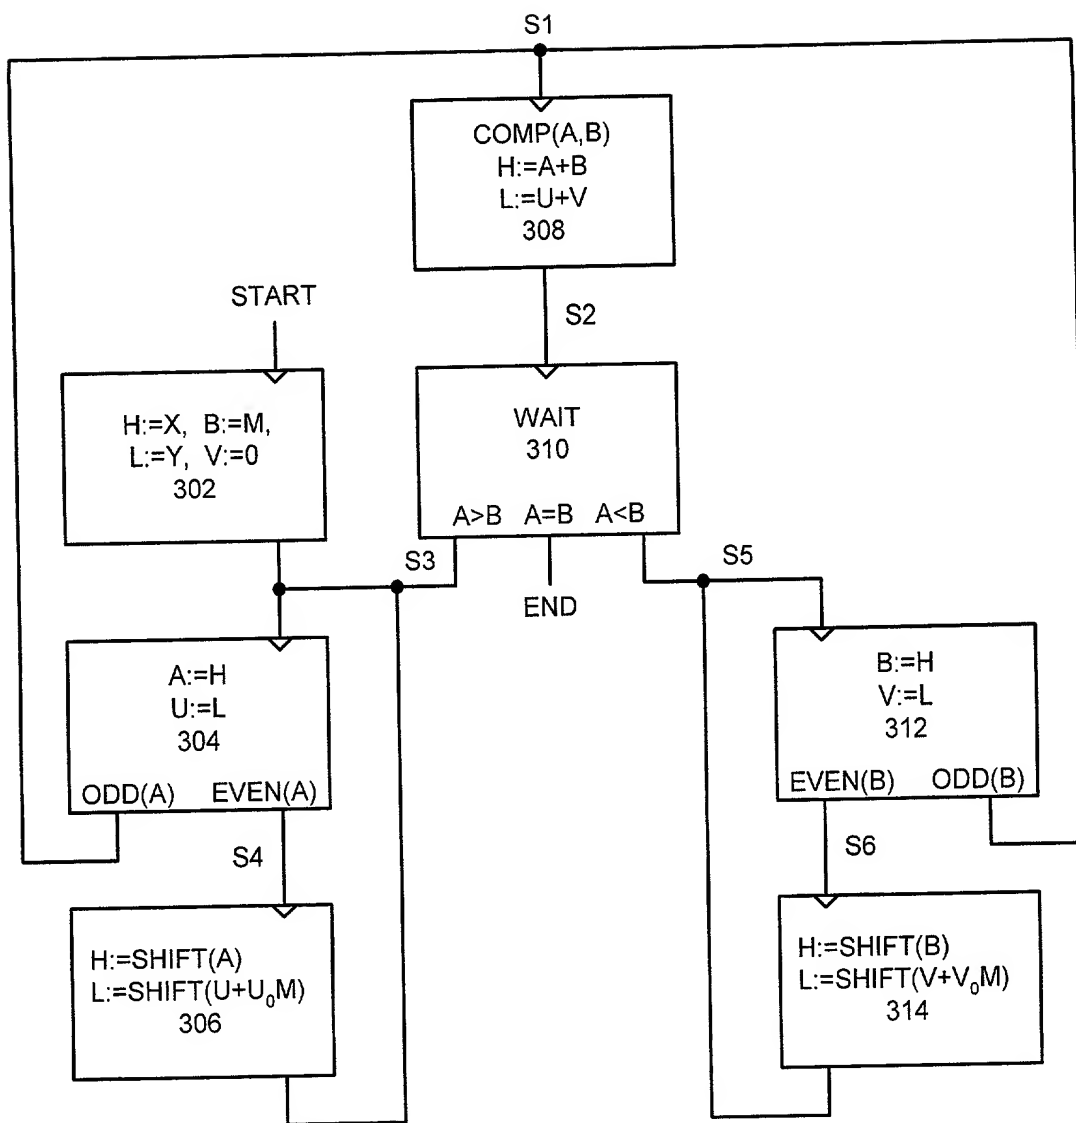 S1
COMP(A,B)
H:=A+B
L:=U+V
308
START
S2
H:=X, B:=M,
L:=Y, V:=0
302
WAIT
310
A>B A=B A<B
S3
END
S5
A:=H
U:=L
304
ODD(A) EVEN(A)
B:=H
V:=L
312
EVEN(B) ODD(B)
S4
S6
H:=SHIFT(A)
L:=SHIFT(U+U₀M)
306
H:=SHIFT(B)
L:=SHIFT(V+V₀M)
314